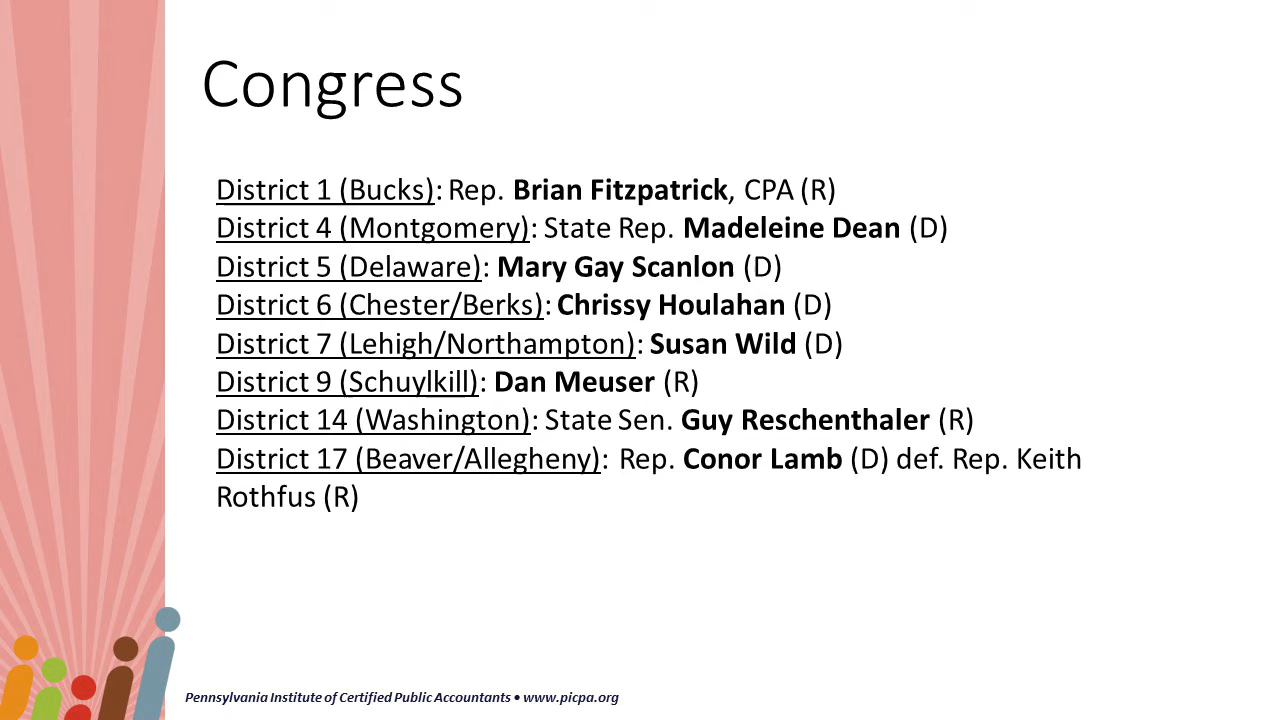 Congress
District 1 (Bucks): Rep. Brian Fitzpatrick, CPA (R)
District 4 (Montgomery): State Rep. Madeleine Dean (D)
District 5 (Delaware): Mary Gay Scanlon (D)
District 6 (Chester/Berks): Chrissy Houlahan (D)
District 7 (Lehigh/Northampton): Susan Wild (D)
District 9 (Schuylkill): Dan Meuser (R)
District 14 (Washington): State Sen. Guy Reschenthaler (R)
District 17 (Beaver/Allegheny): Rep. Conor Lamb (D) def. Rep. Keith
Rothfus (R)
Pennsylvania Institute of Certified Public Accountants • www.picpa.org